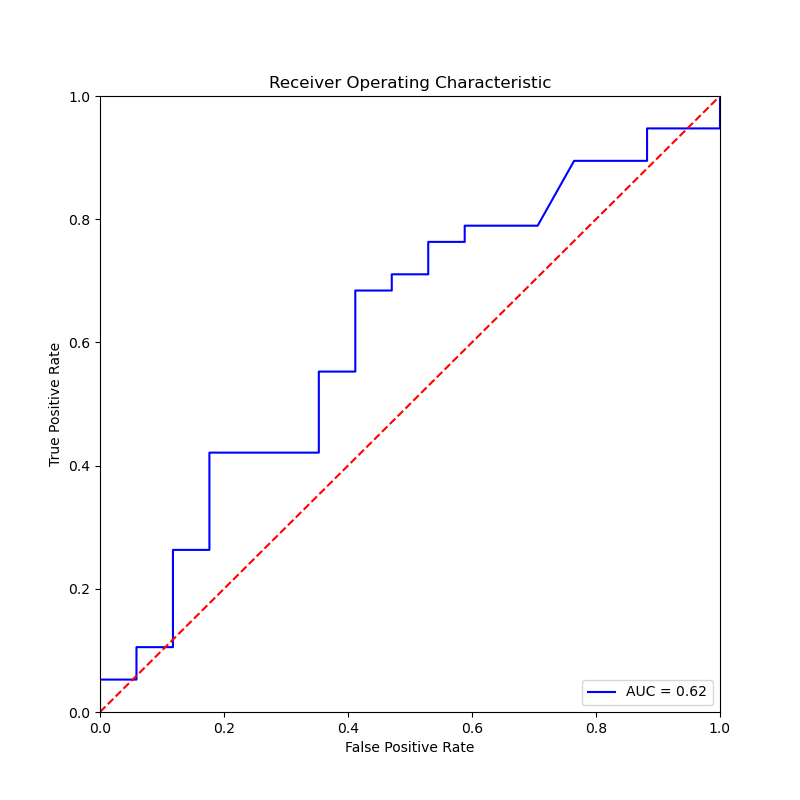 Receiver Operating Characteristic
True Positive Rate
1.0
0.8
0.6
0.4
0.2
0.0
AUC = 0.62
0.0 0.2 0.4 0.6 0.8 1.0
False Positive Rate